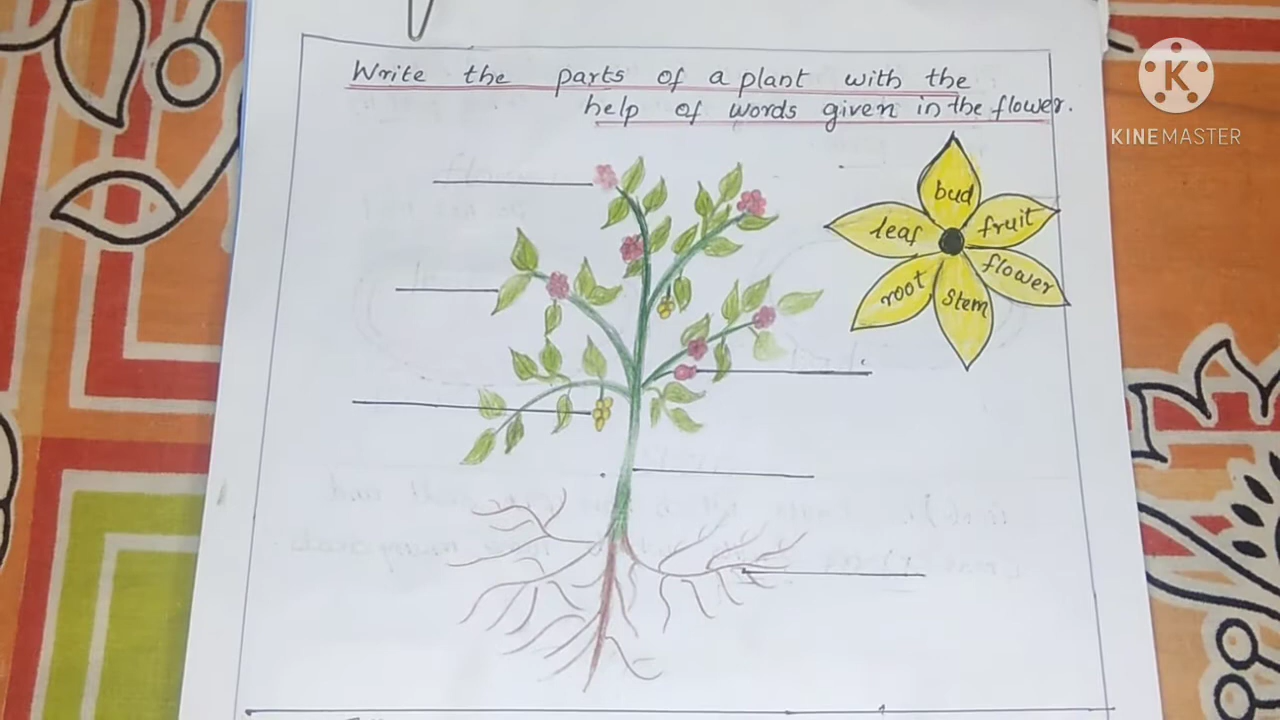 Write the parts of a plant with the
help of words given in the flower.
KINEMASTER
bud
leaf
fruit
root
stem
flower